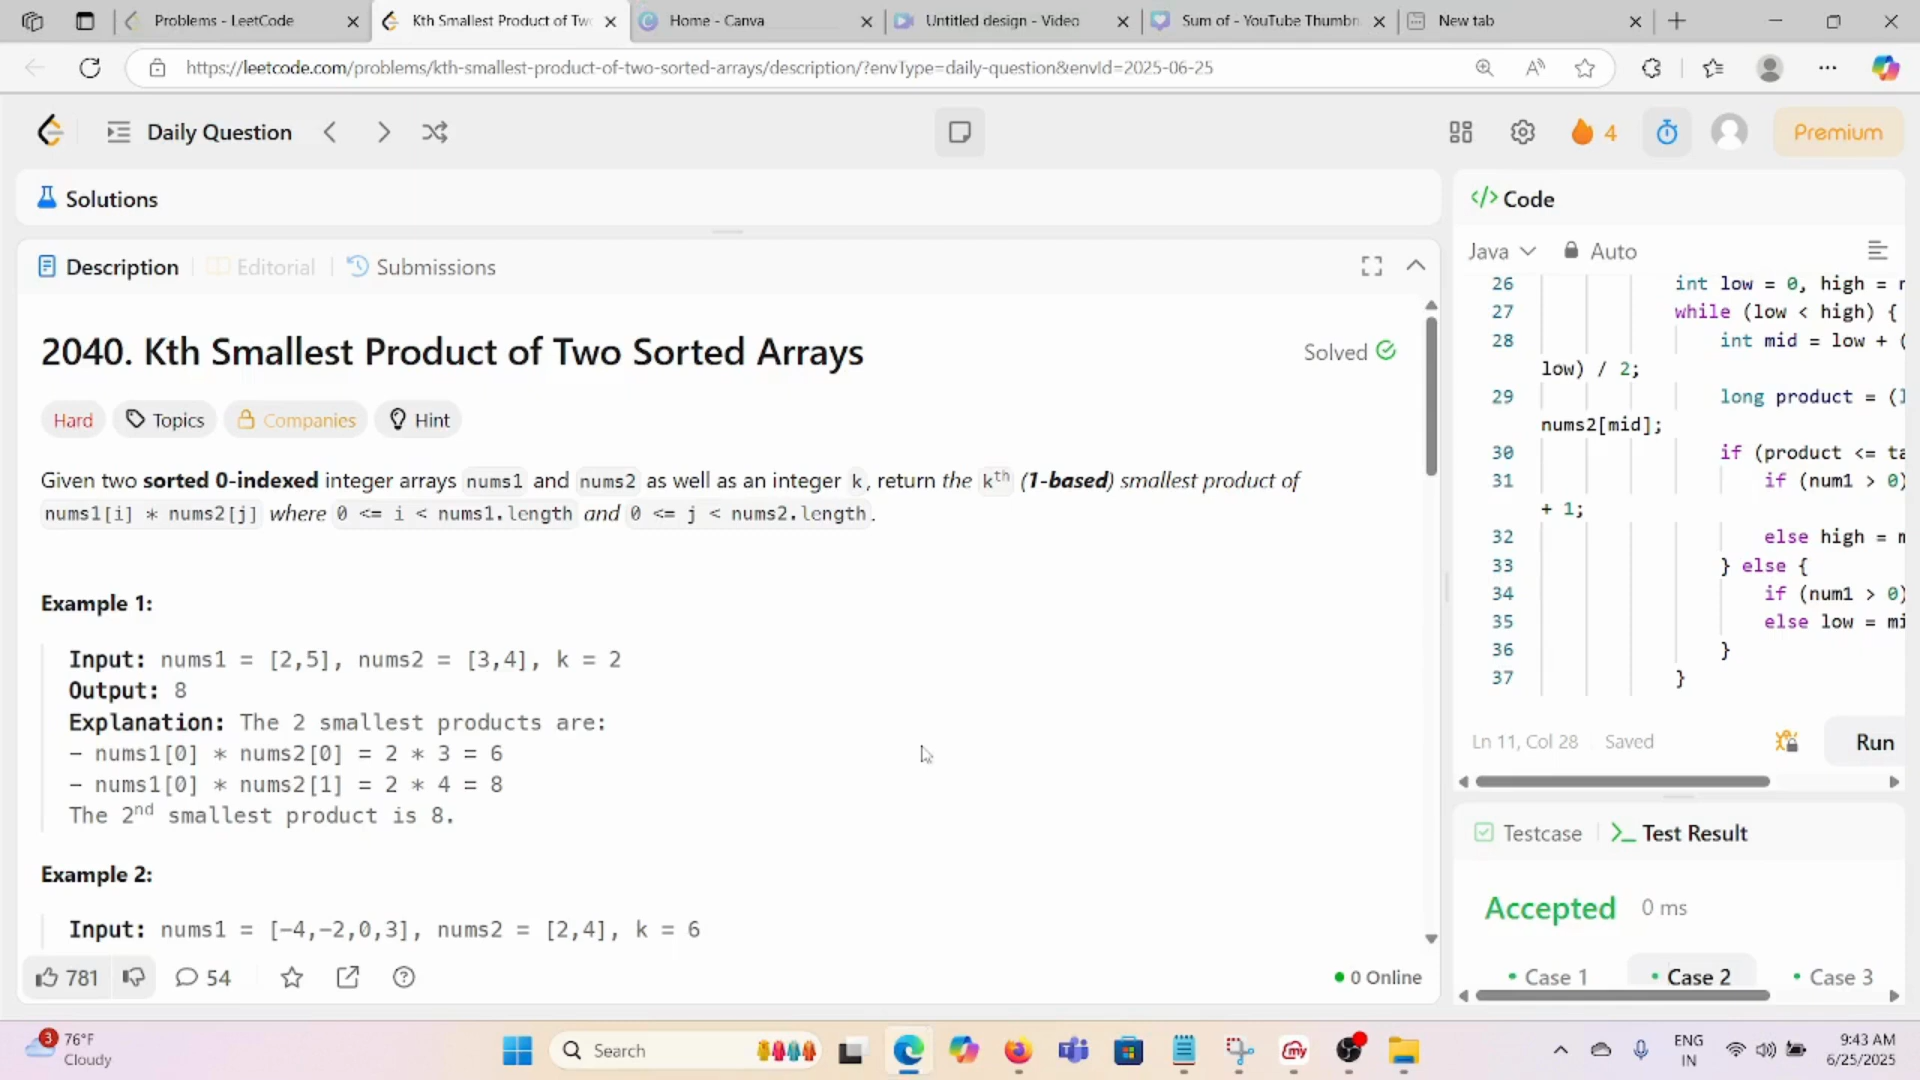 Problems - LeetCode
Kth Smallest Product of Tw
Home - Canva
Untitled design - Video
Sum of - YouTube Thumbn
New tab
https://leetcode.com/problems/kth-smallest-product-of-two-sorted-arrays/description/?envType=daily-question&envId=2025-06-25
Daily Question
4
Premium
Solutions
Description
Editorial
Submissions
2040. Kth Smallest Product of Two Sorted Arrays
Solved
Hard
Topics
Companies
Hint
Given two sorted 0-indexed integer arrays nums1 and nums2 as well as an integer k, return the kth (1-based) smallest product of
nums1[i] * nums2[j] where 0 <= i < nums1.length and 0 <= j < nums2.length.
Example 1:
Input: nums1 = [2,5], nums2 = [3,4], k = 2
Output: 8
Explanation: The 2 smallest products are:
- nums1[0] * nums2[0] = 2 * 3 = 6
- nums1[0] * nums2[1] = 2 * 4 = 8
The 2nd smallest product is 8.
Example 2:
Input: nums1 = [-4,-2,0,3], nums2 = [2,4], k = 6
781
54
0 Online
</> Code
Java
Auto
26 int low = 0, high =
27 while (low < high) {
28 int mid = low + (
low) / 2;
29 long product = (
nums2[mid];
30 if (product <= ta
31 if (num1 > 0)
+ 1;
32 else high =
33 } else {
34 if (num1 > 0)
35 else low = mi
36 }
37 }
Ln 11, Col 28
Saved
Run
Testcase
Test Result
Accepted
0 ms
Case 1
Case 2
Case 3
3
76°F
Cloudy
Search
my
ENG
IN
9:43 AM
6/25/2025